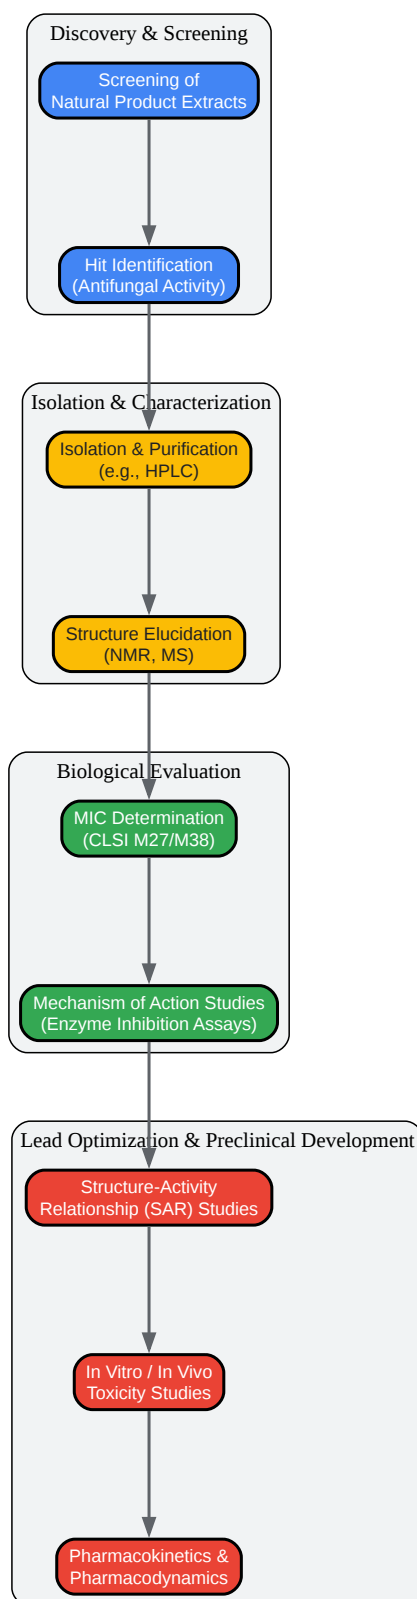 Discovery & Screening
Screening of
Natural Product Extracts
Hit Identification
(Antifungal Activity)
Isolation & Characterization
Isolation & Purification
(e.g., HPLC)
Structure Elucidation
(NMR, MS)
Biological Evaluation
MIC Determination
(CLSI M27/M38)
Mechanism of Action Studies
(Enzyme Inhibition Assays)
Lead Optimization & Preclinical Development
Structure-Activity
Relationship (SAR) Studies
In Vitro / In Vivo
Toxicity Studies
Pharmacokinetics &
Pharmacodynamics